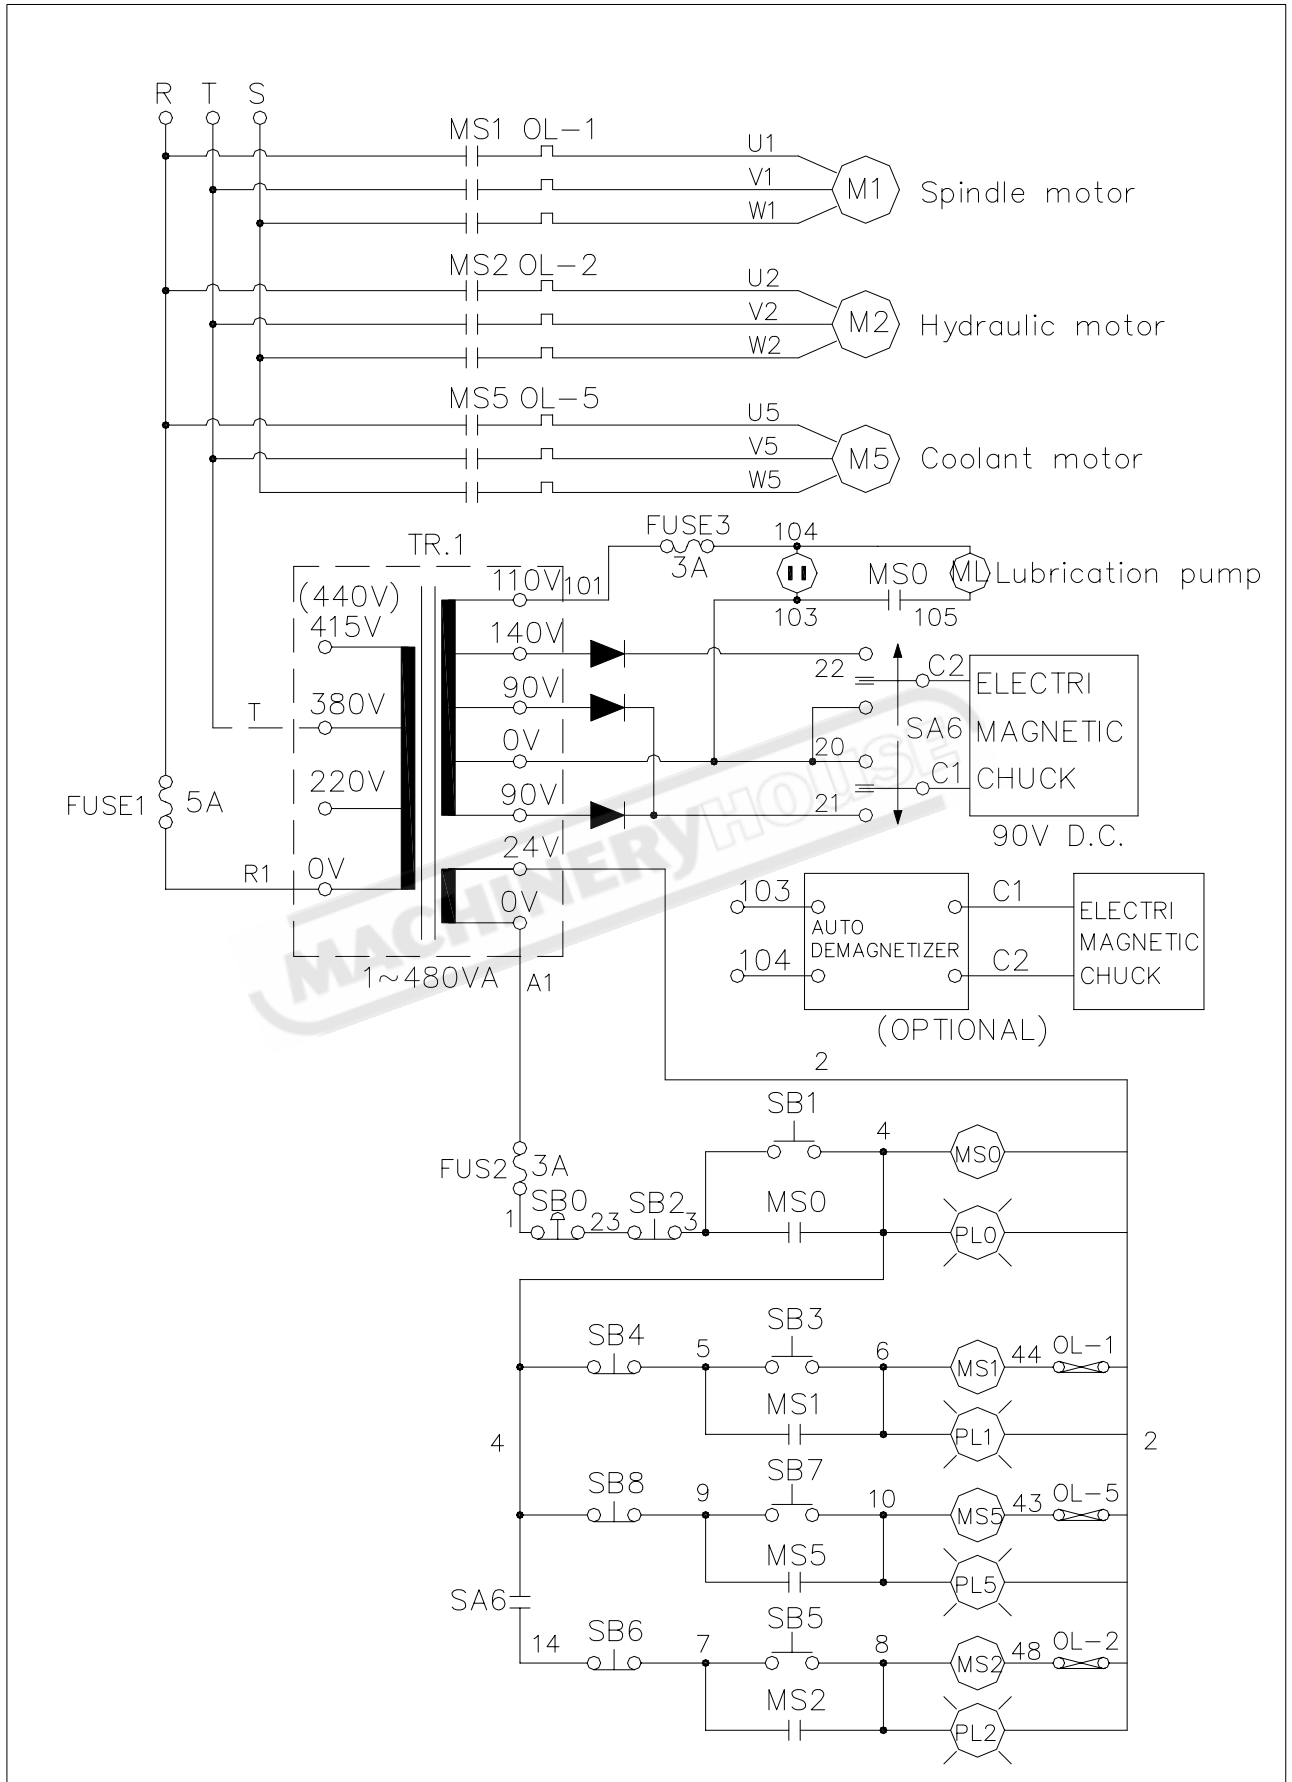 R T S
MS1 OL-1
U1
V1
W1
M1 Spindle motor
MS2 OL-2
U2
V2
W2
M2 Hydraulic motor
MS5 OL-5
U5
V5
W5
M5 Coolant motor
TR.1
FUSE3
3A
104
103
MS0
105
ML Lubrication pump
(440V)
415V
380V
220V
0V
T
FUSE1 5A
R1
110V 101
140V
90V
0V
90V
24V
0V
1~480VA
A1
22
20
21
SA6
C2
C1
ELECTRI
MAGNETIC
CHUCK
90V D.C.
MACHINERYHOUSE
103
104
AUTO
DEMAGNETIZER
(OPTIONAL)
C1
C2
ELECTRI
MAGNETIC
CHUCK
2
FUS2 3A
1
SB0
23
SB2
3
SB1
4
MS0
MS0
PL0
SB4
5
SB3
6
MS1
44
OL-1
MS1
PL1
4
2
SB8
9
SB7
10
MS5
43
OL-5
MS5
PL5
SA6
14
SB6
7
SB5
8
MS2
48
OL-2
MS2
PL2